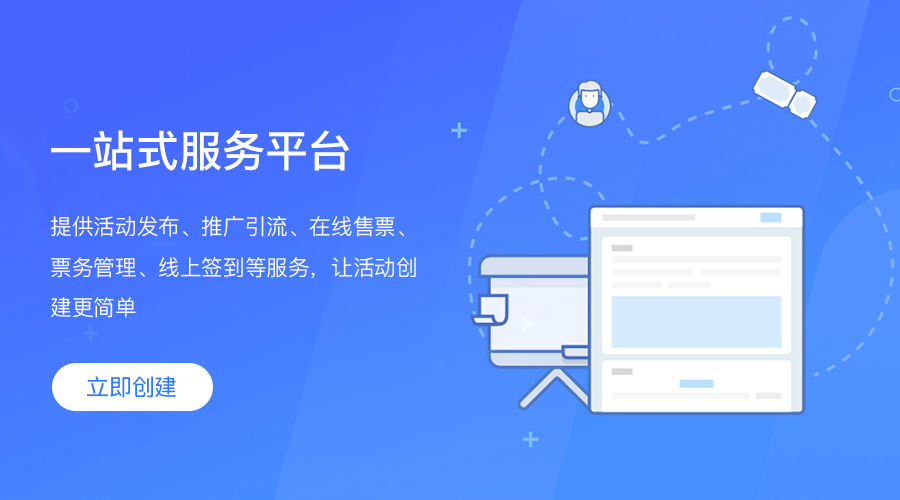 一站式服务平台
提供活动发布、推广引流、在线售票、
票务管理、线上签到等服务，让活动创
建更简单
立即创建